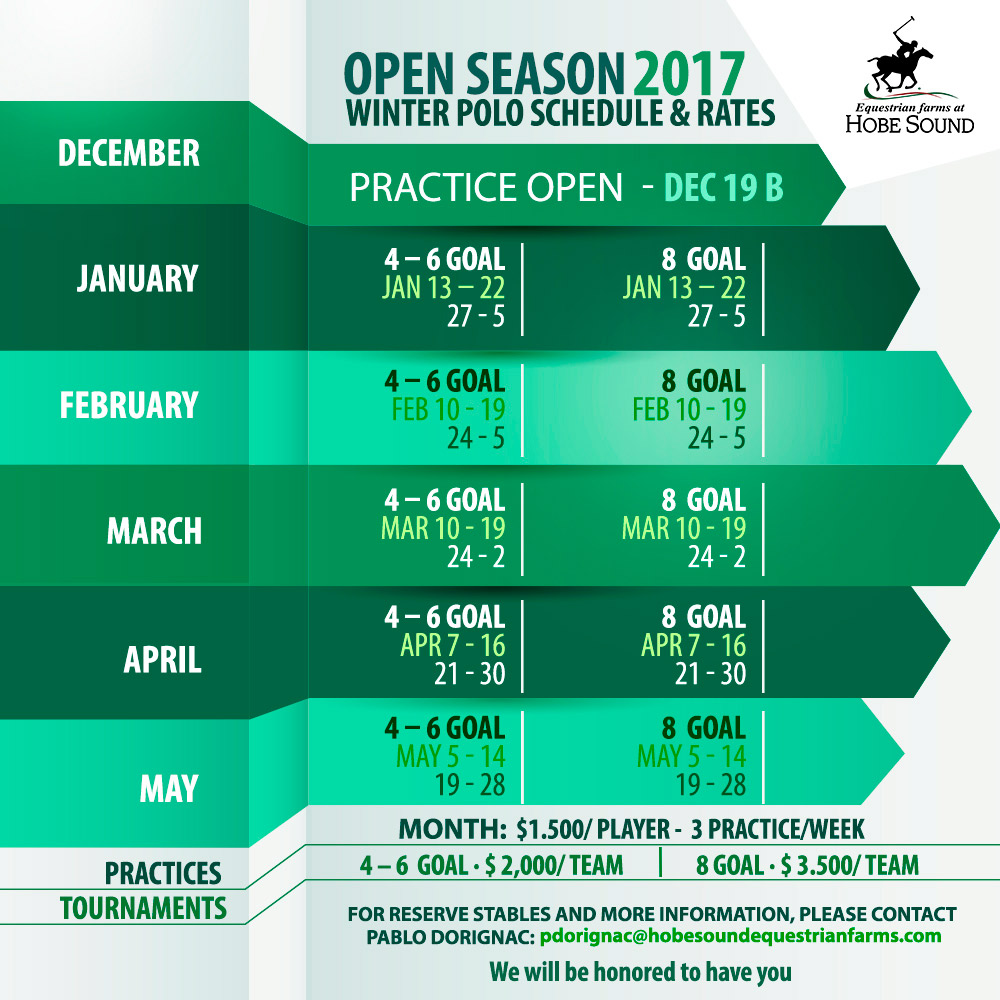 OPEN SEASON 2017
WINTER POLO SCHEDULE & RATES
Equestrian farms at
HOBE SOUND
DECEMBER
PRACTICE OPEN - DEC 19 B
JANUARY
4 – 6 GOAL
JAN 13 – 22
27 - 5
8 GOAL
JAN 13 – 22
27 - 5
FEBRUARY
4 – 6 GOAL
FEB 10 - 19
24 - 5
8 GOAL
FEB 10 - 19
24 - 5
MARCH
4 – 6 GOAL
MAR 10 - 19
24 - 2
8 GOAL
MAR 10 - 19
24 - 2
APRIL
4 – 6 GOAL
APR 7 - 16
21 - 30
8 GOAL
APR 7 - 16
21 - 30
MAY
4 – 6 GOAL
MAY 5 - 14
19 - 28
8 GOAL
MAY 5 - 14
19 - 28
PRACTICES
MONTH: $1.500/ PLAYER - 3 PRACTICE/WEEK
TOURNAMENTS
4 – 6 GOAL · $ 2,000/ TEAM
8 GOAL · $ 3.500/ TEAM
FOR RESERVE STABLES AND MORE INFORMATION, PLEASE CONTACT
PABLO DORIGNAC: pdorignac@hobesoundequestrianfarms.com
We will be honored to have you